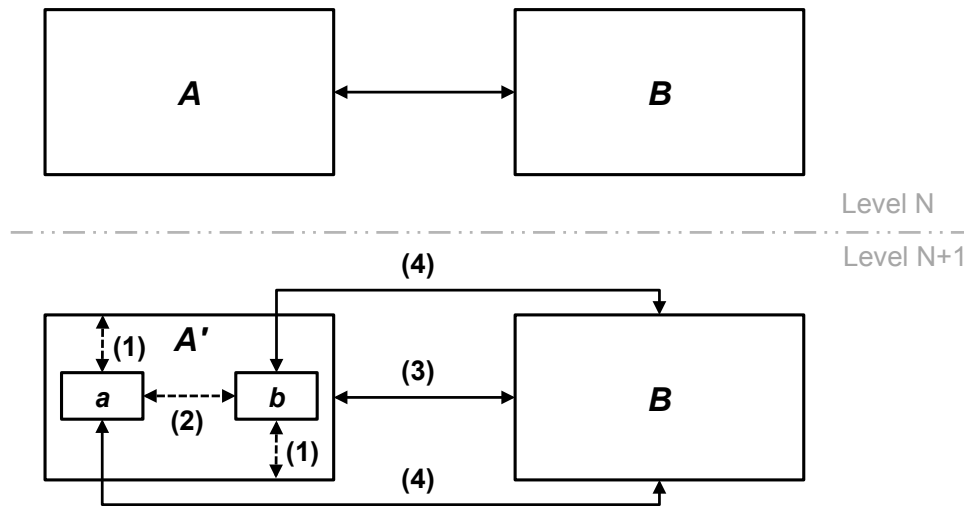 A
B
Level N
Level N+1
(4)
A'
(1)
(3)
a
b
B
(2)
(1)
(4)